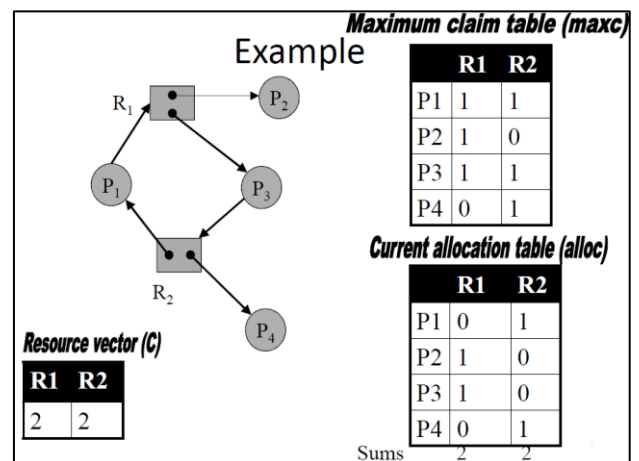 Example
R1
P2
P1
P3
R2
P4
Resource vector (C)
R1 R2
2 2
Maximum claim table (maxc)
R1 R2
P1 1 1
P2 1 0
P3 1 1
P4 0 1
Current allocation table (alloc)
R1 R2
P1 0 1
P2 1 0
P3 1 0
P4 0 1
Sums 2 2